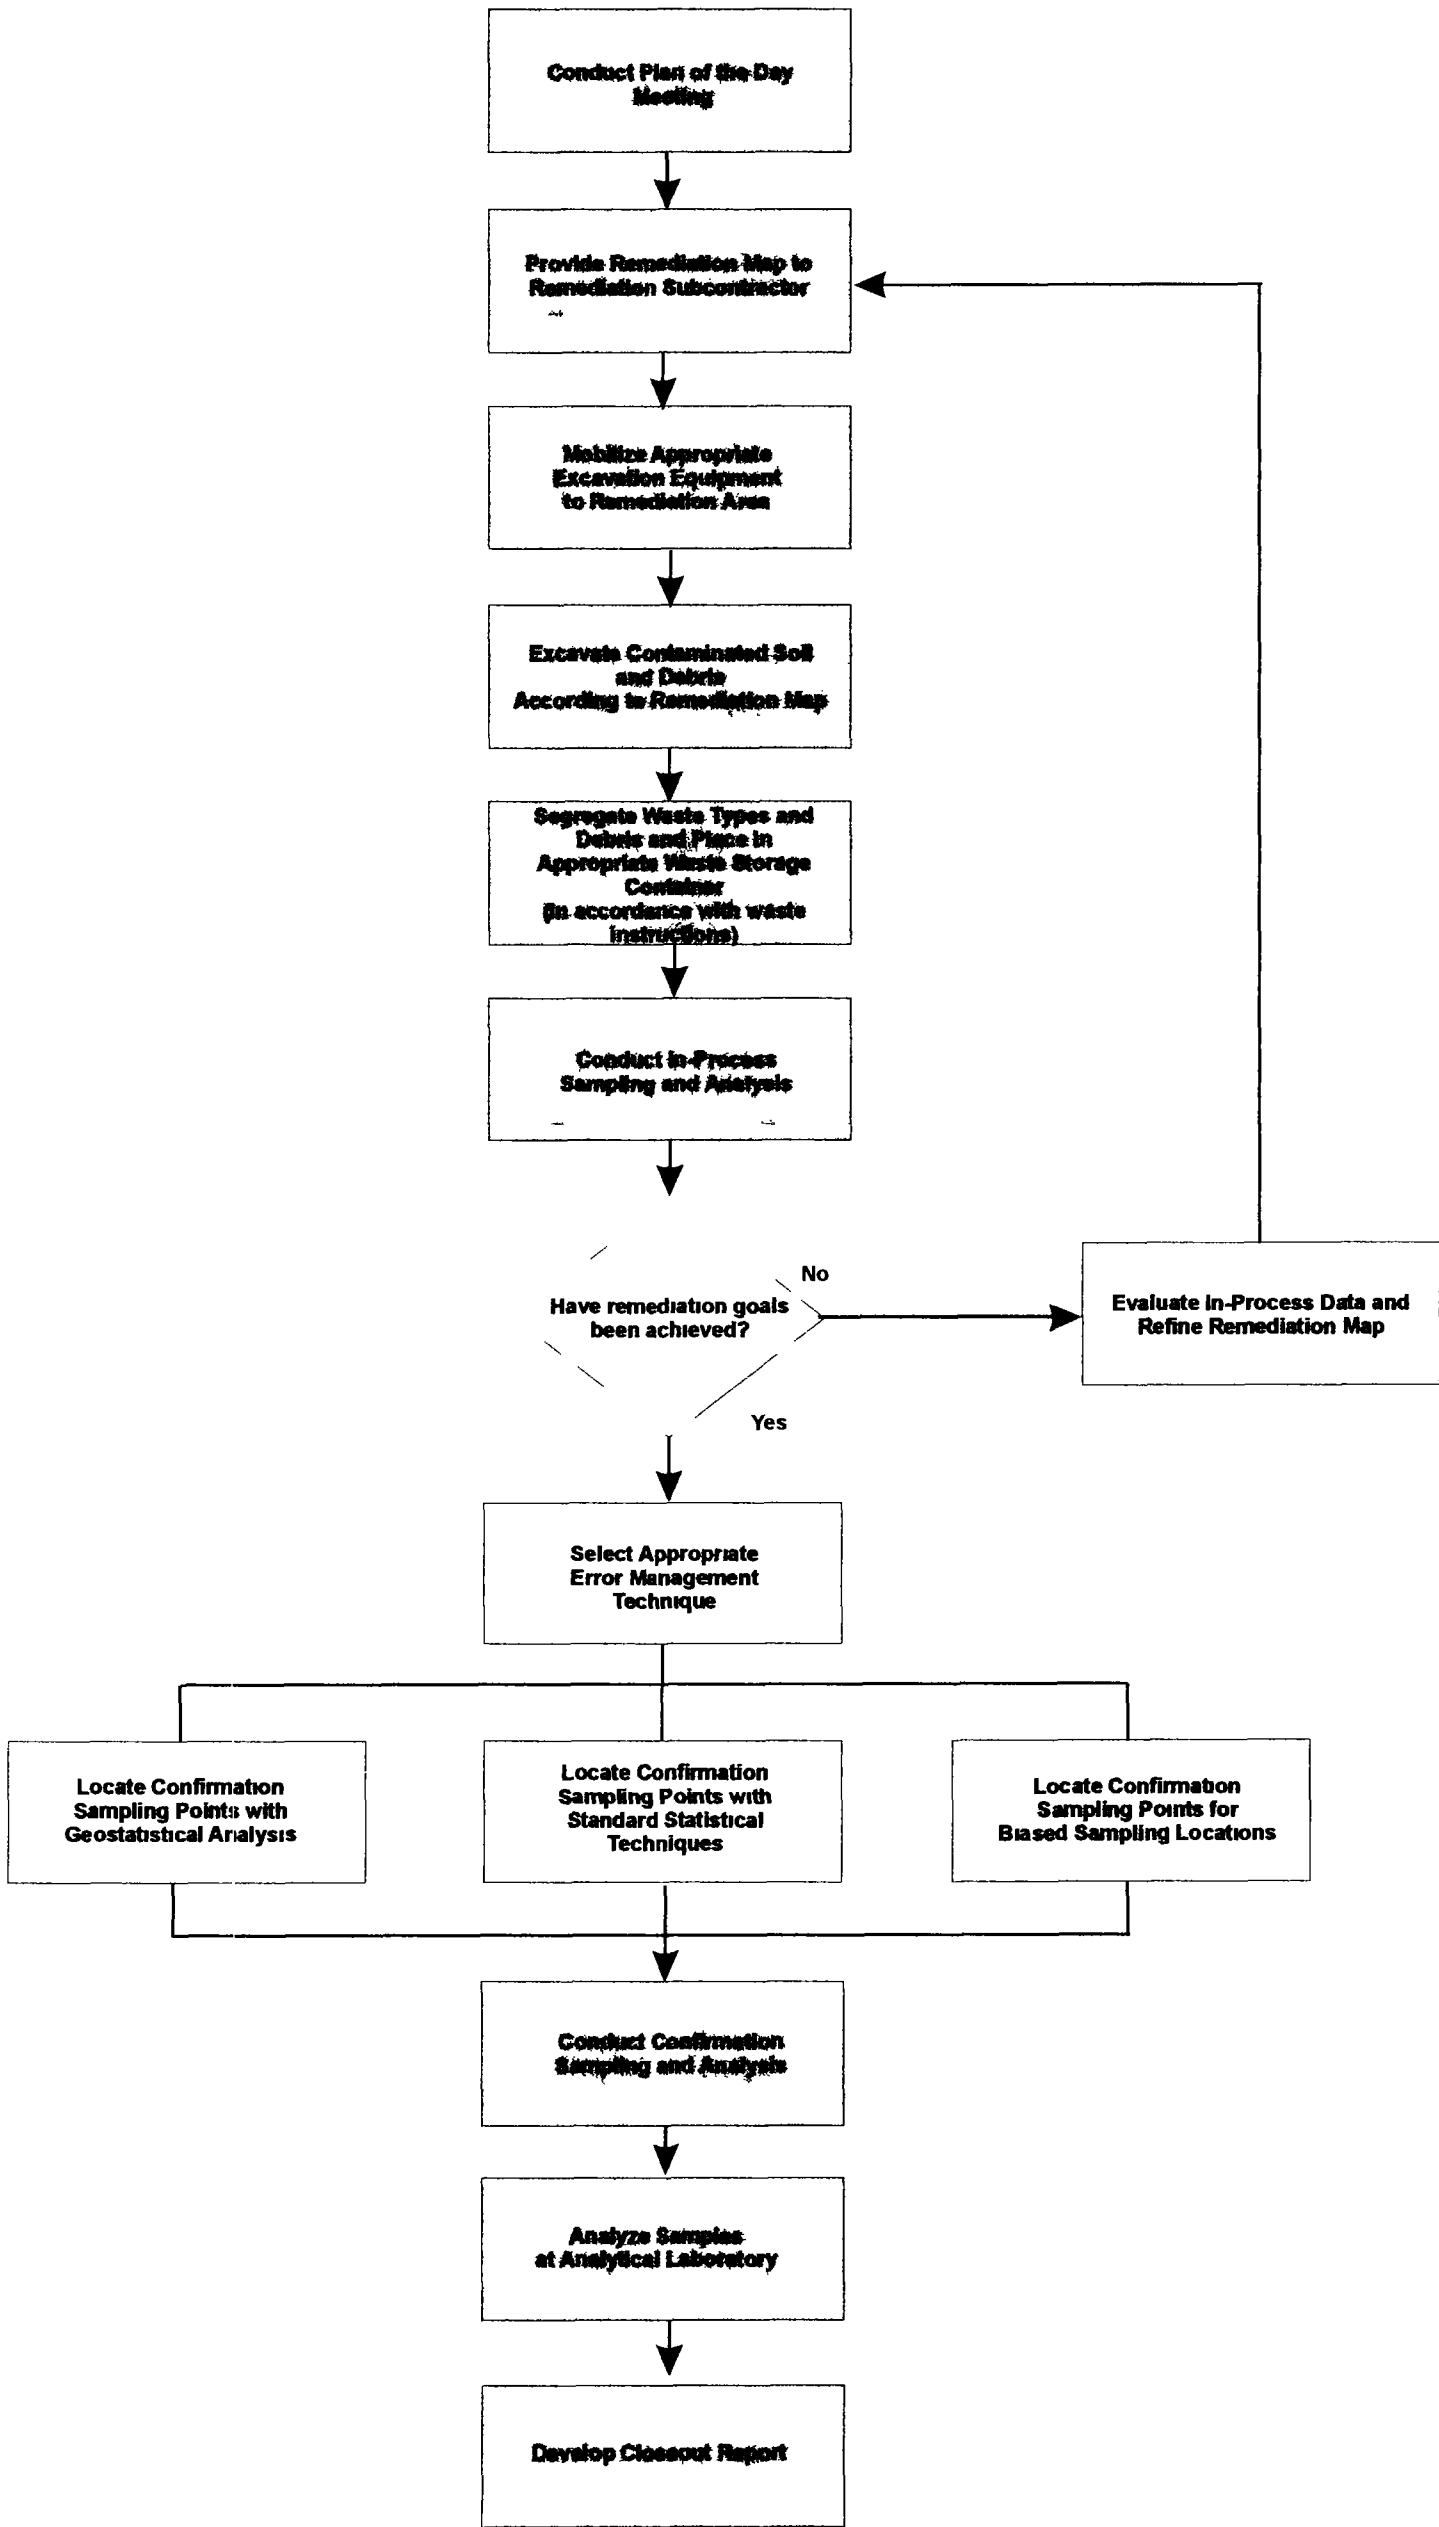 Conduct Plan of the Day
Meeting
Provide Remediation Map to
Remediation Subcontractor
Mobilize Appropriate
Excavation Equipment
to Remediation Area
Excavate Contaminated Soil
and Debris
According to Remediation Map
Segregate Waste Types and
Debris and Place in
Appropriate Waste Storage
Container
(in accordance with waste
instructions)
Conduct In-Process
Sampling and Analysis
No
Have remediation goals
been achieved?
Evaluate In-Process Data and
Refine Remediation Map
Yes
Select Appropriate
Error Management
Technique
Locate Confirmation
Sampling Points with
Geostatistical Analysis
Locate Confirmation
Sampling Points with
Standard Statistical
Techniques
Locate Confirmation
Sampling Points for
Biased Sampling Locations
Conduct Confirmation
Sampling and Analysis
Analyze Samples
at Analytical Laboratory
Develop Closeout Report